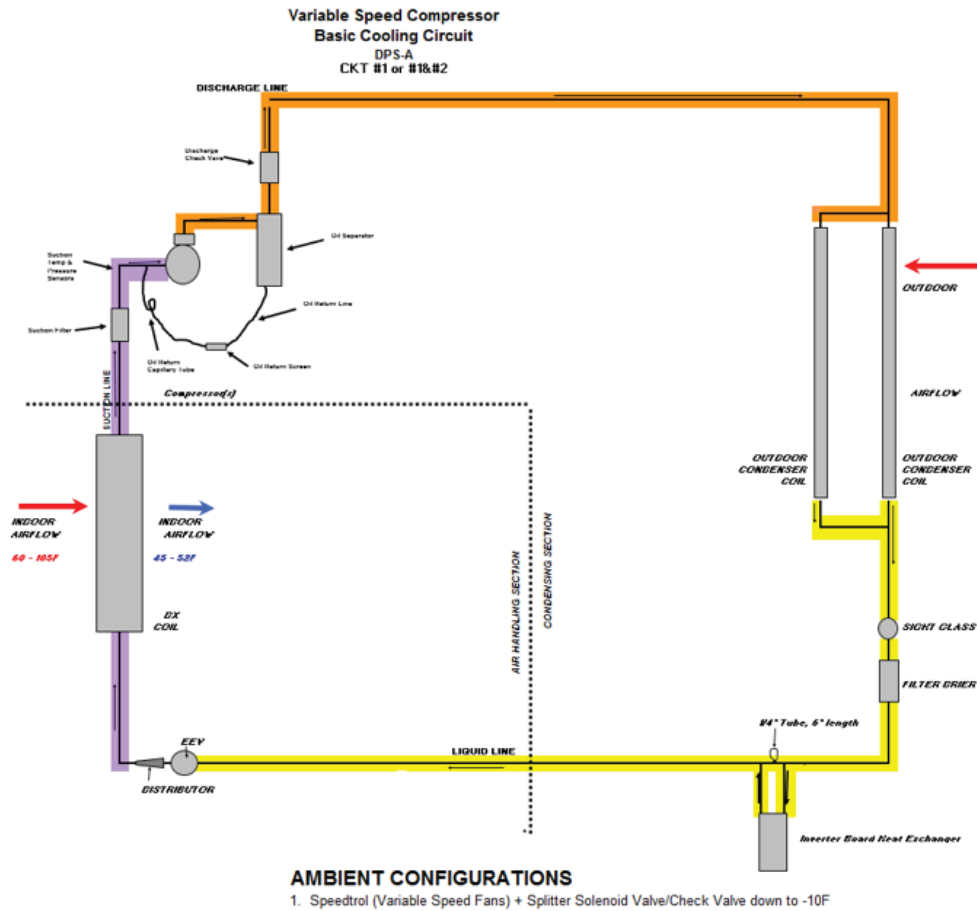 Variable Speed Compressor
Basic Cooling Circuit
DPS-A
CKT #1 or #1&#2
DISCHARGE LINE
Discharge
Check Vave
Oil Separator
Suction
Temp &
Pressure
Sensors
Oil Return Line
Suction Filter
Oil Return
Capillary Tube
Oil Return Screen
Compressor(s)
SUCTION LINE
OUTDOOR
AIRFLOW
OUTDOOR
CONDENSER
COIL
OUTDOOR
CONDENSER
COIL
INDOOR
AIRFLOW
60 - 105F
INDOOR
AIRFLOW
45 - 52F
DX
COIL
AIR HANDLING SECTION
CONDENSING SECTION
SIGHT GLASS
FILTER DRIER
1/4" Tube, 6" length
EEV
LIQUID LINE
DISTRIBUTOR
Inverter Board Heat Exchanger
AMBIENT CONFIGURATIONS
1. Speedtrol (Variable Speed Fans) + Splitter Solenoid Valve/Check Valve down to -10F